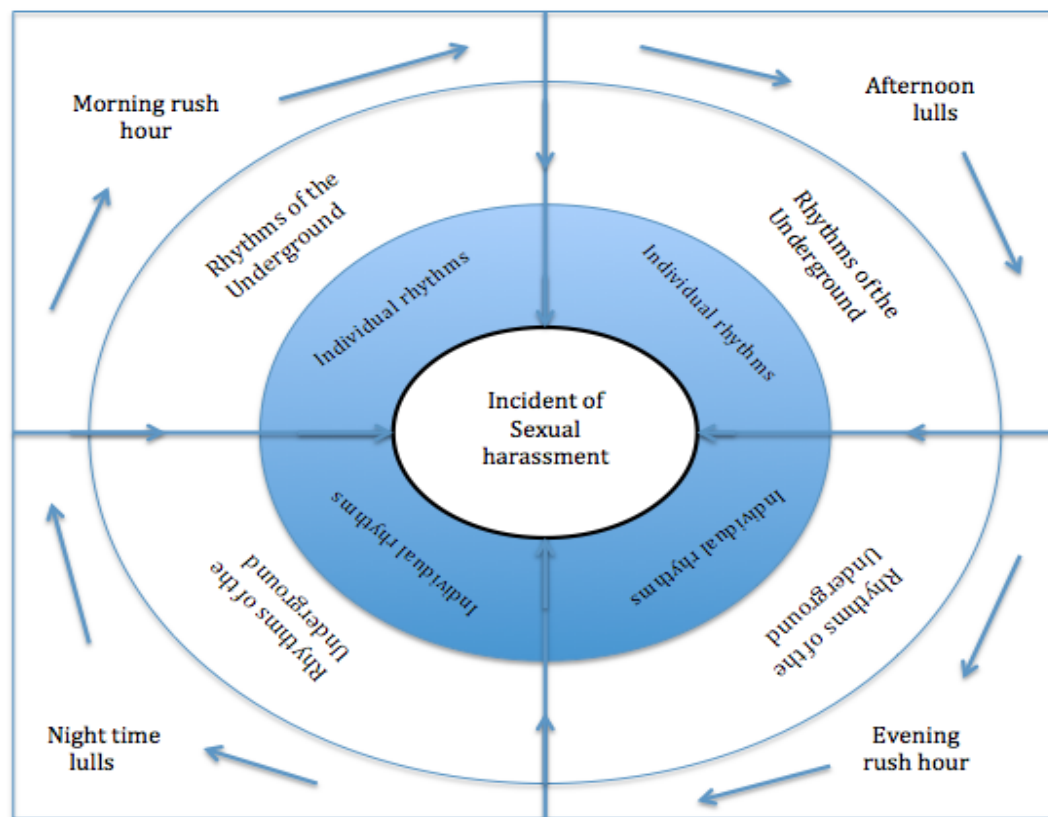 Morning rush
hour
Afternoon
lulls
Rhythms of the
Underground
Rhythms of the
Underground
Individual rhythms
Individual rhythms
Incident of
Sexual
harassment
Individual rhythms
Individual rhythms
Rhythms of the
Underground
Rhythms of the
Underground
Night time
lulls
Evening
rush hour